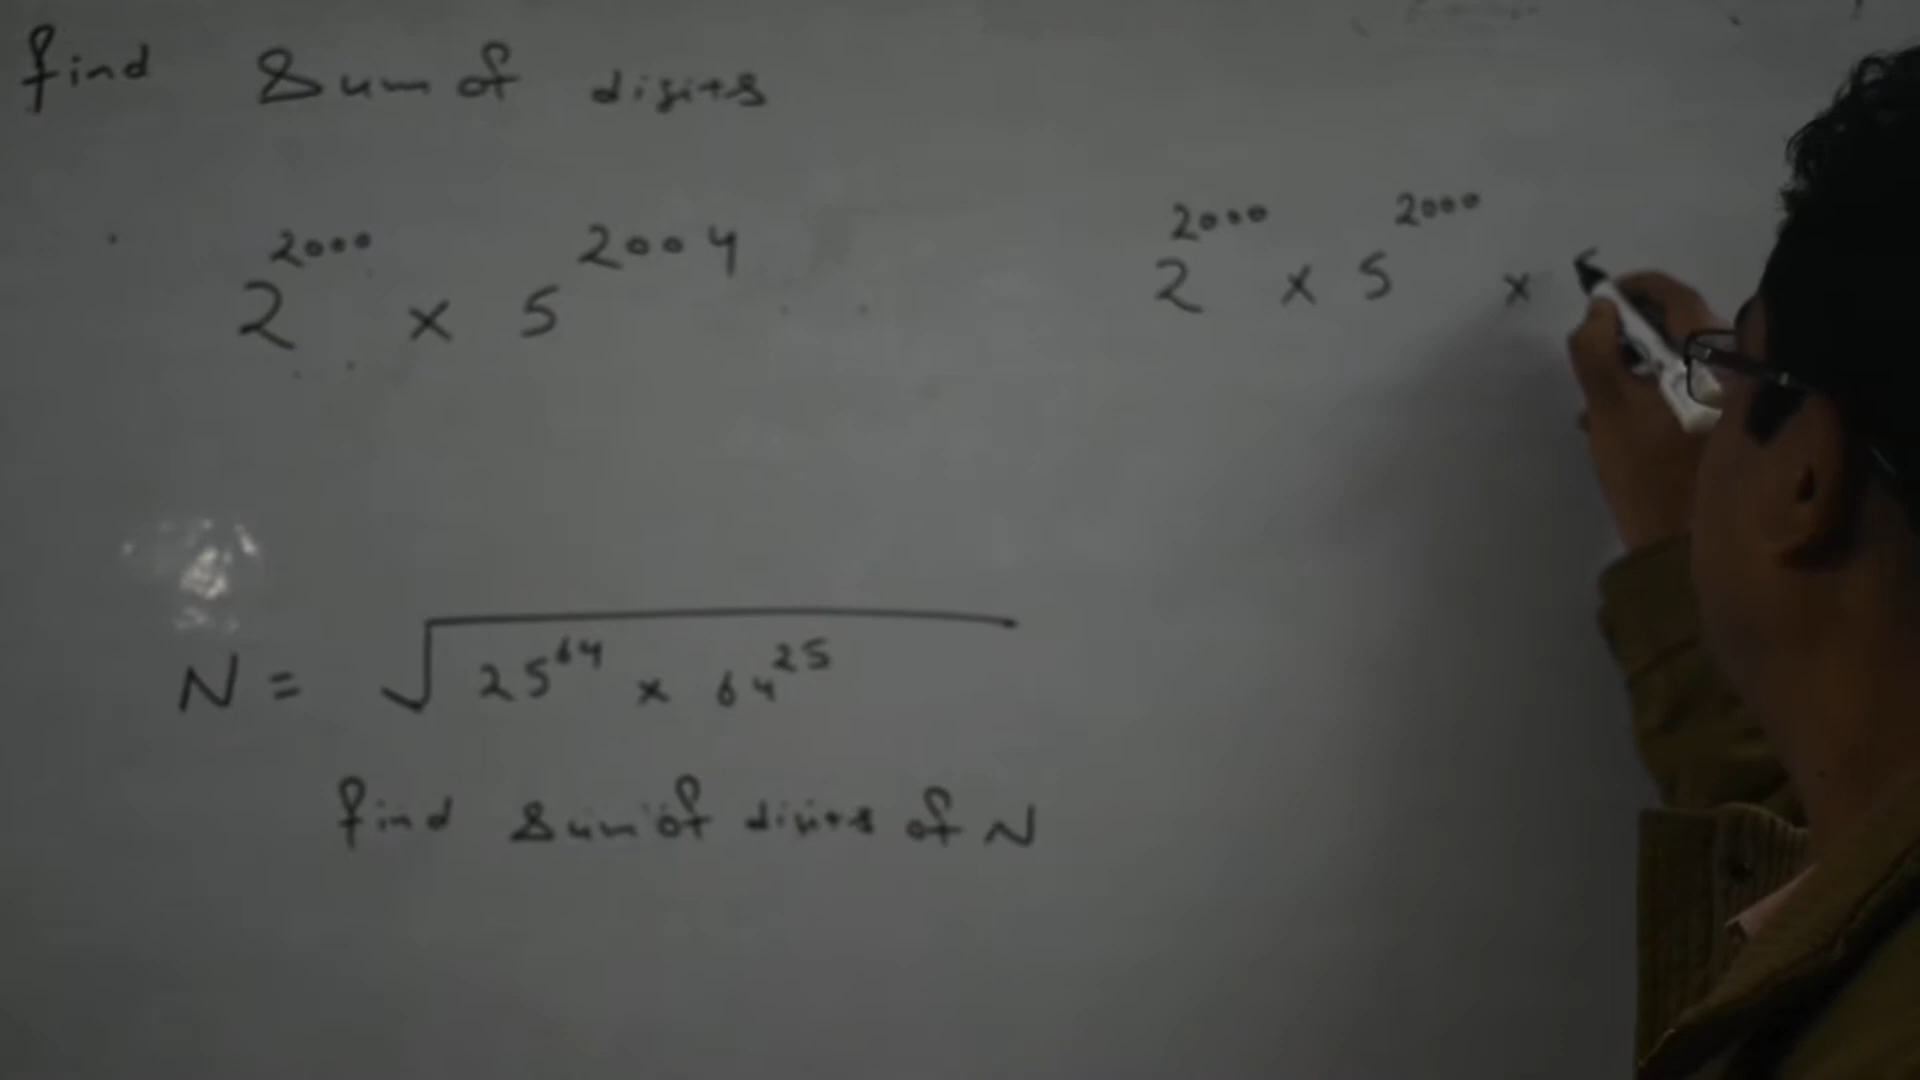 find Sum of digits
2^2000 × 5^2004
2^2000 × 5^2000 ×
N = √(25^64 × 64^25)
find Sum of digits of N